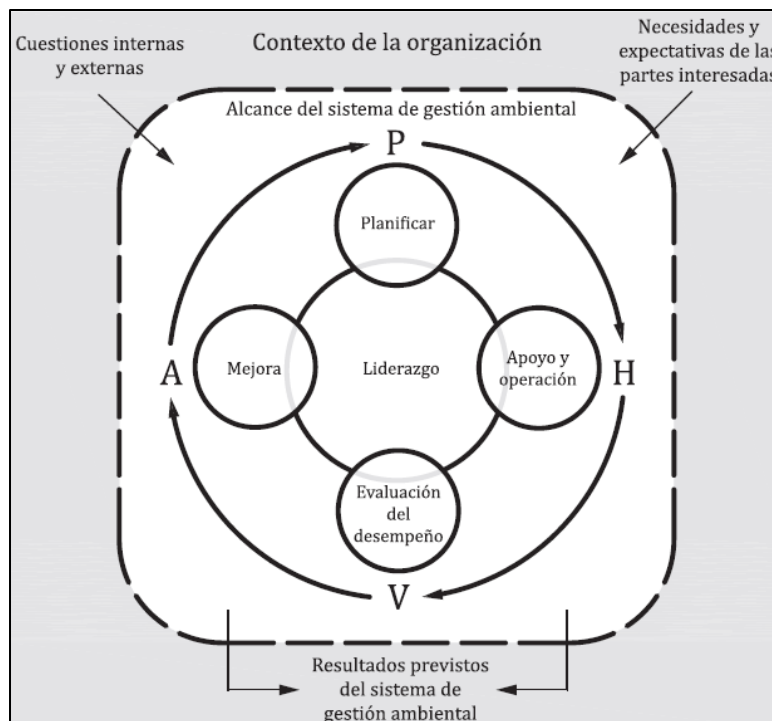 Cuestiones internas
y externas
Contexto de la organización
Necesidades y
expectativas de las
partes interesadas
Alcance del sistema de gestión ambiental
P
Planificar
A
Mejora
Liderazgo
Apoyo y
operación
H
Evaluación
del
desempeño
V
Resultados previstos
del sistema de
gestión ambiental